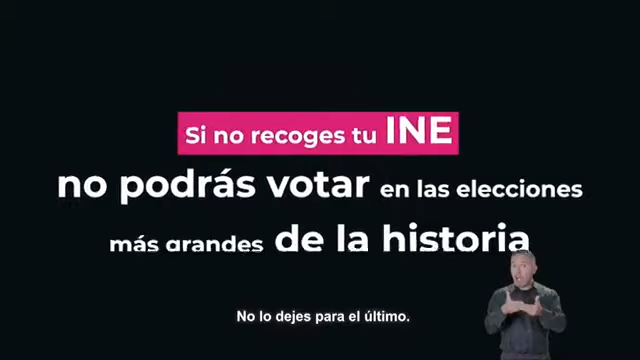 Si no recoges tu INE
no podrás votar en las elecciones
más grandes de la historia
No lo dejes para el último.